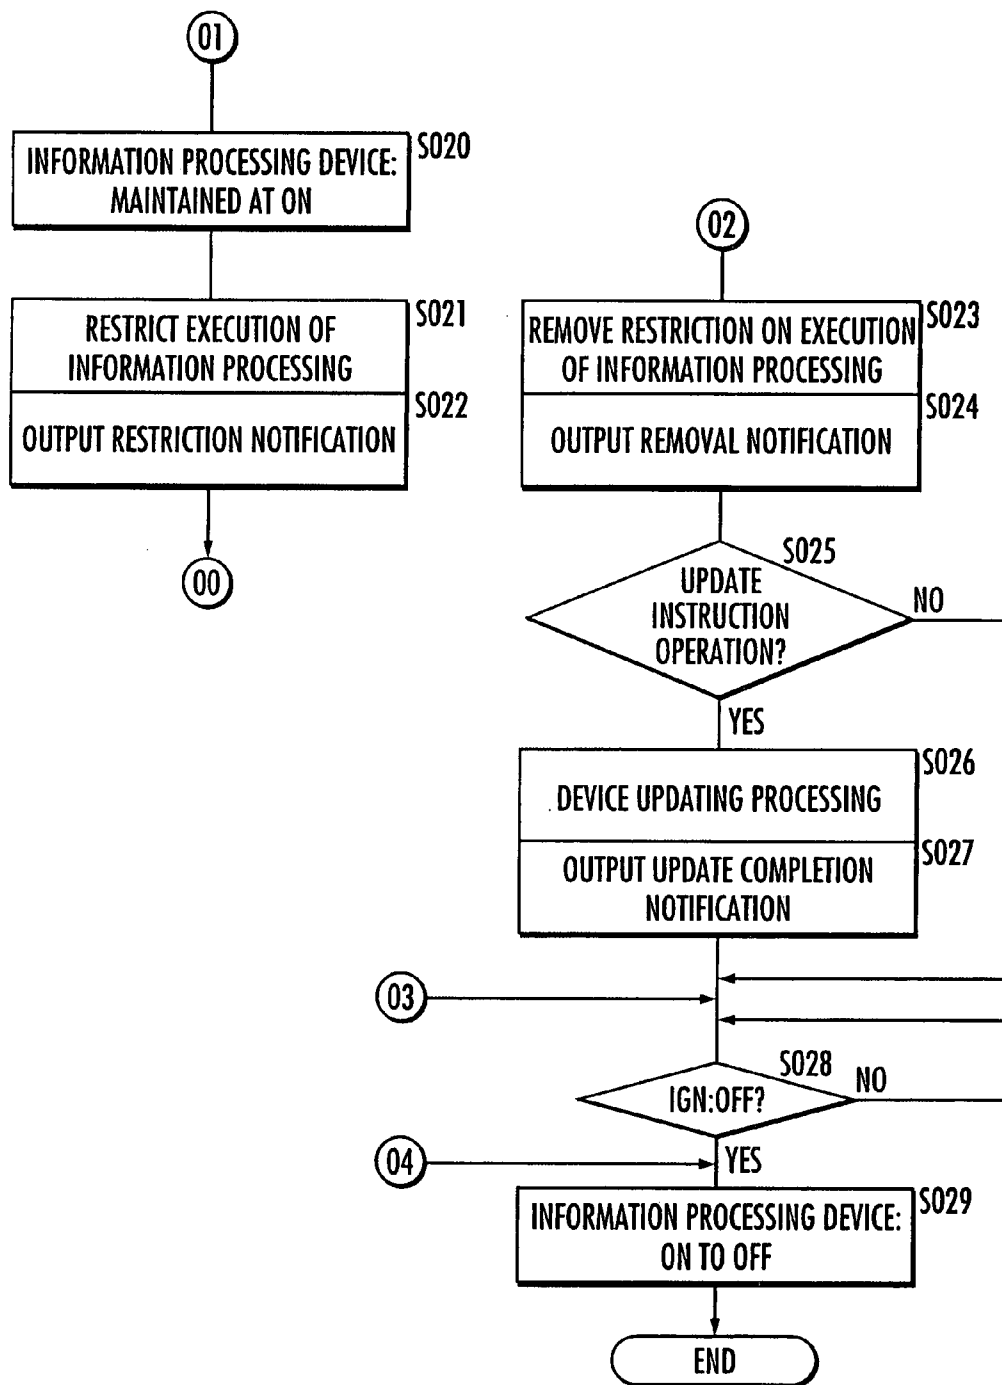 01
S020
INFORMATION PROCESSING DEVICE:
MAINTAINED AT ON
S021
RESTRICT EXECUTION OF
INFORMATION PROCESSING
S022
OUTPUT RESTRICTION NOTIFICATION
00
02
S023
REMOVE RESTRICTION ON EXECUTION
OF INFORMATION PROCESSING
S024
OUTPUT REMOVAL NOTIFICATION
S025
UPDATE
INSTRUCTION
OPERATION?
NO
YES
S026
DEVICE UPDATING PROCESSING
S027
OUTPUT UPDATE COMPLETION
NOTIFICATION
03
S028
IGN:OFF?
NO
04
YES
S029
INFORMATION PROCESSING DEVICE:
ON TO OFF
END